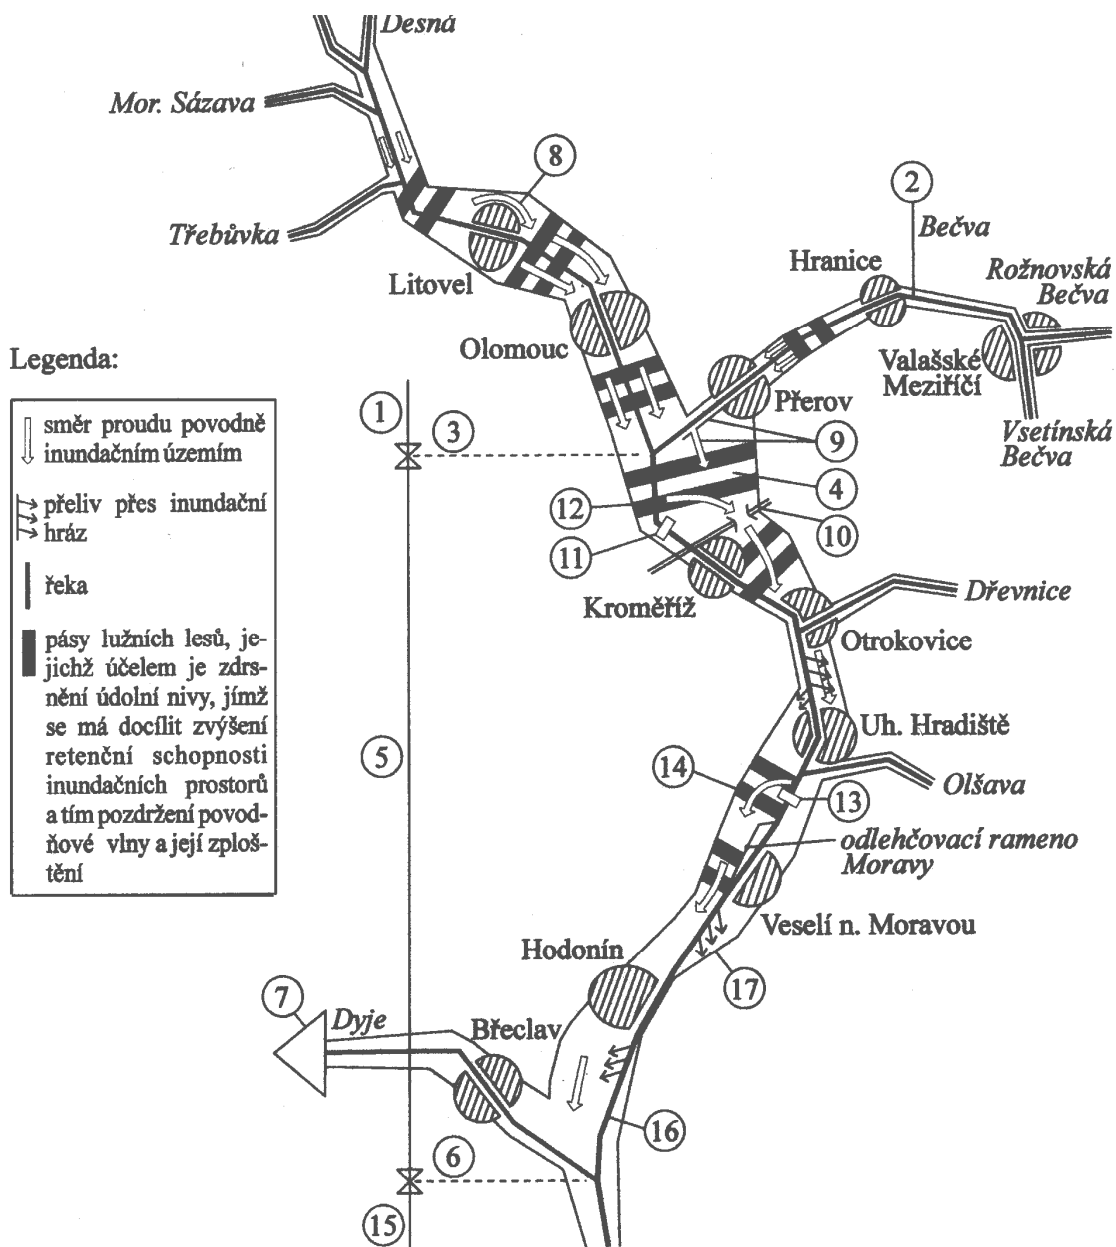 Desná
Mor. Sázava
8
2
Třebůvka
Bečva
Hranice
Rožnovská
Bečva
Litovel
Olomouc
Valašské
Meziříčí
Přerov
Vsetínská
Bečva
Legenda:
směr proudu povodně
inundačním územím
přeliv přes inundační
hráz
řeka
pásy lužních lesů, je-
jichž účelem je zdrs-
nění údolní nivy, jímž
se má docílit zvýšení
retenční schopnosti
inundačních prostorů
a tím pozdržení povod-
ňové vlny a její zploš-
tění
1
3
9
4
12
10
11
Kroměříž
Dřevnice
Otrokovice
Uh. Hradiště
5
14
Olšava
13
odlehčovací rameno
Moravy
Veselí n. Moravou
Hodonín
17
7
Dyje
Břeclav
16
6
15